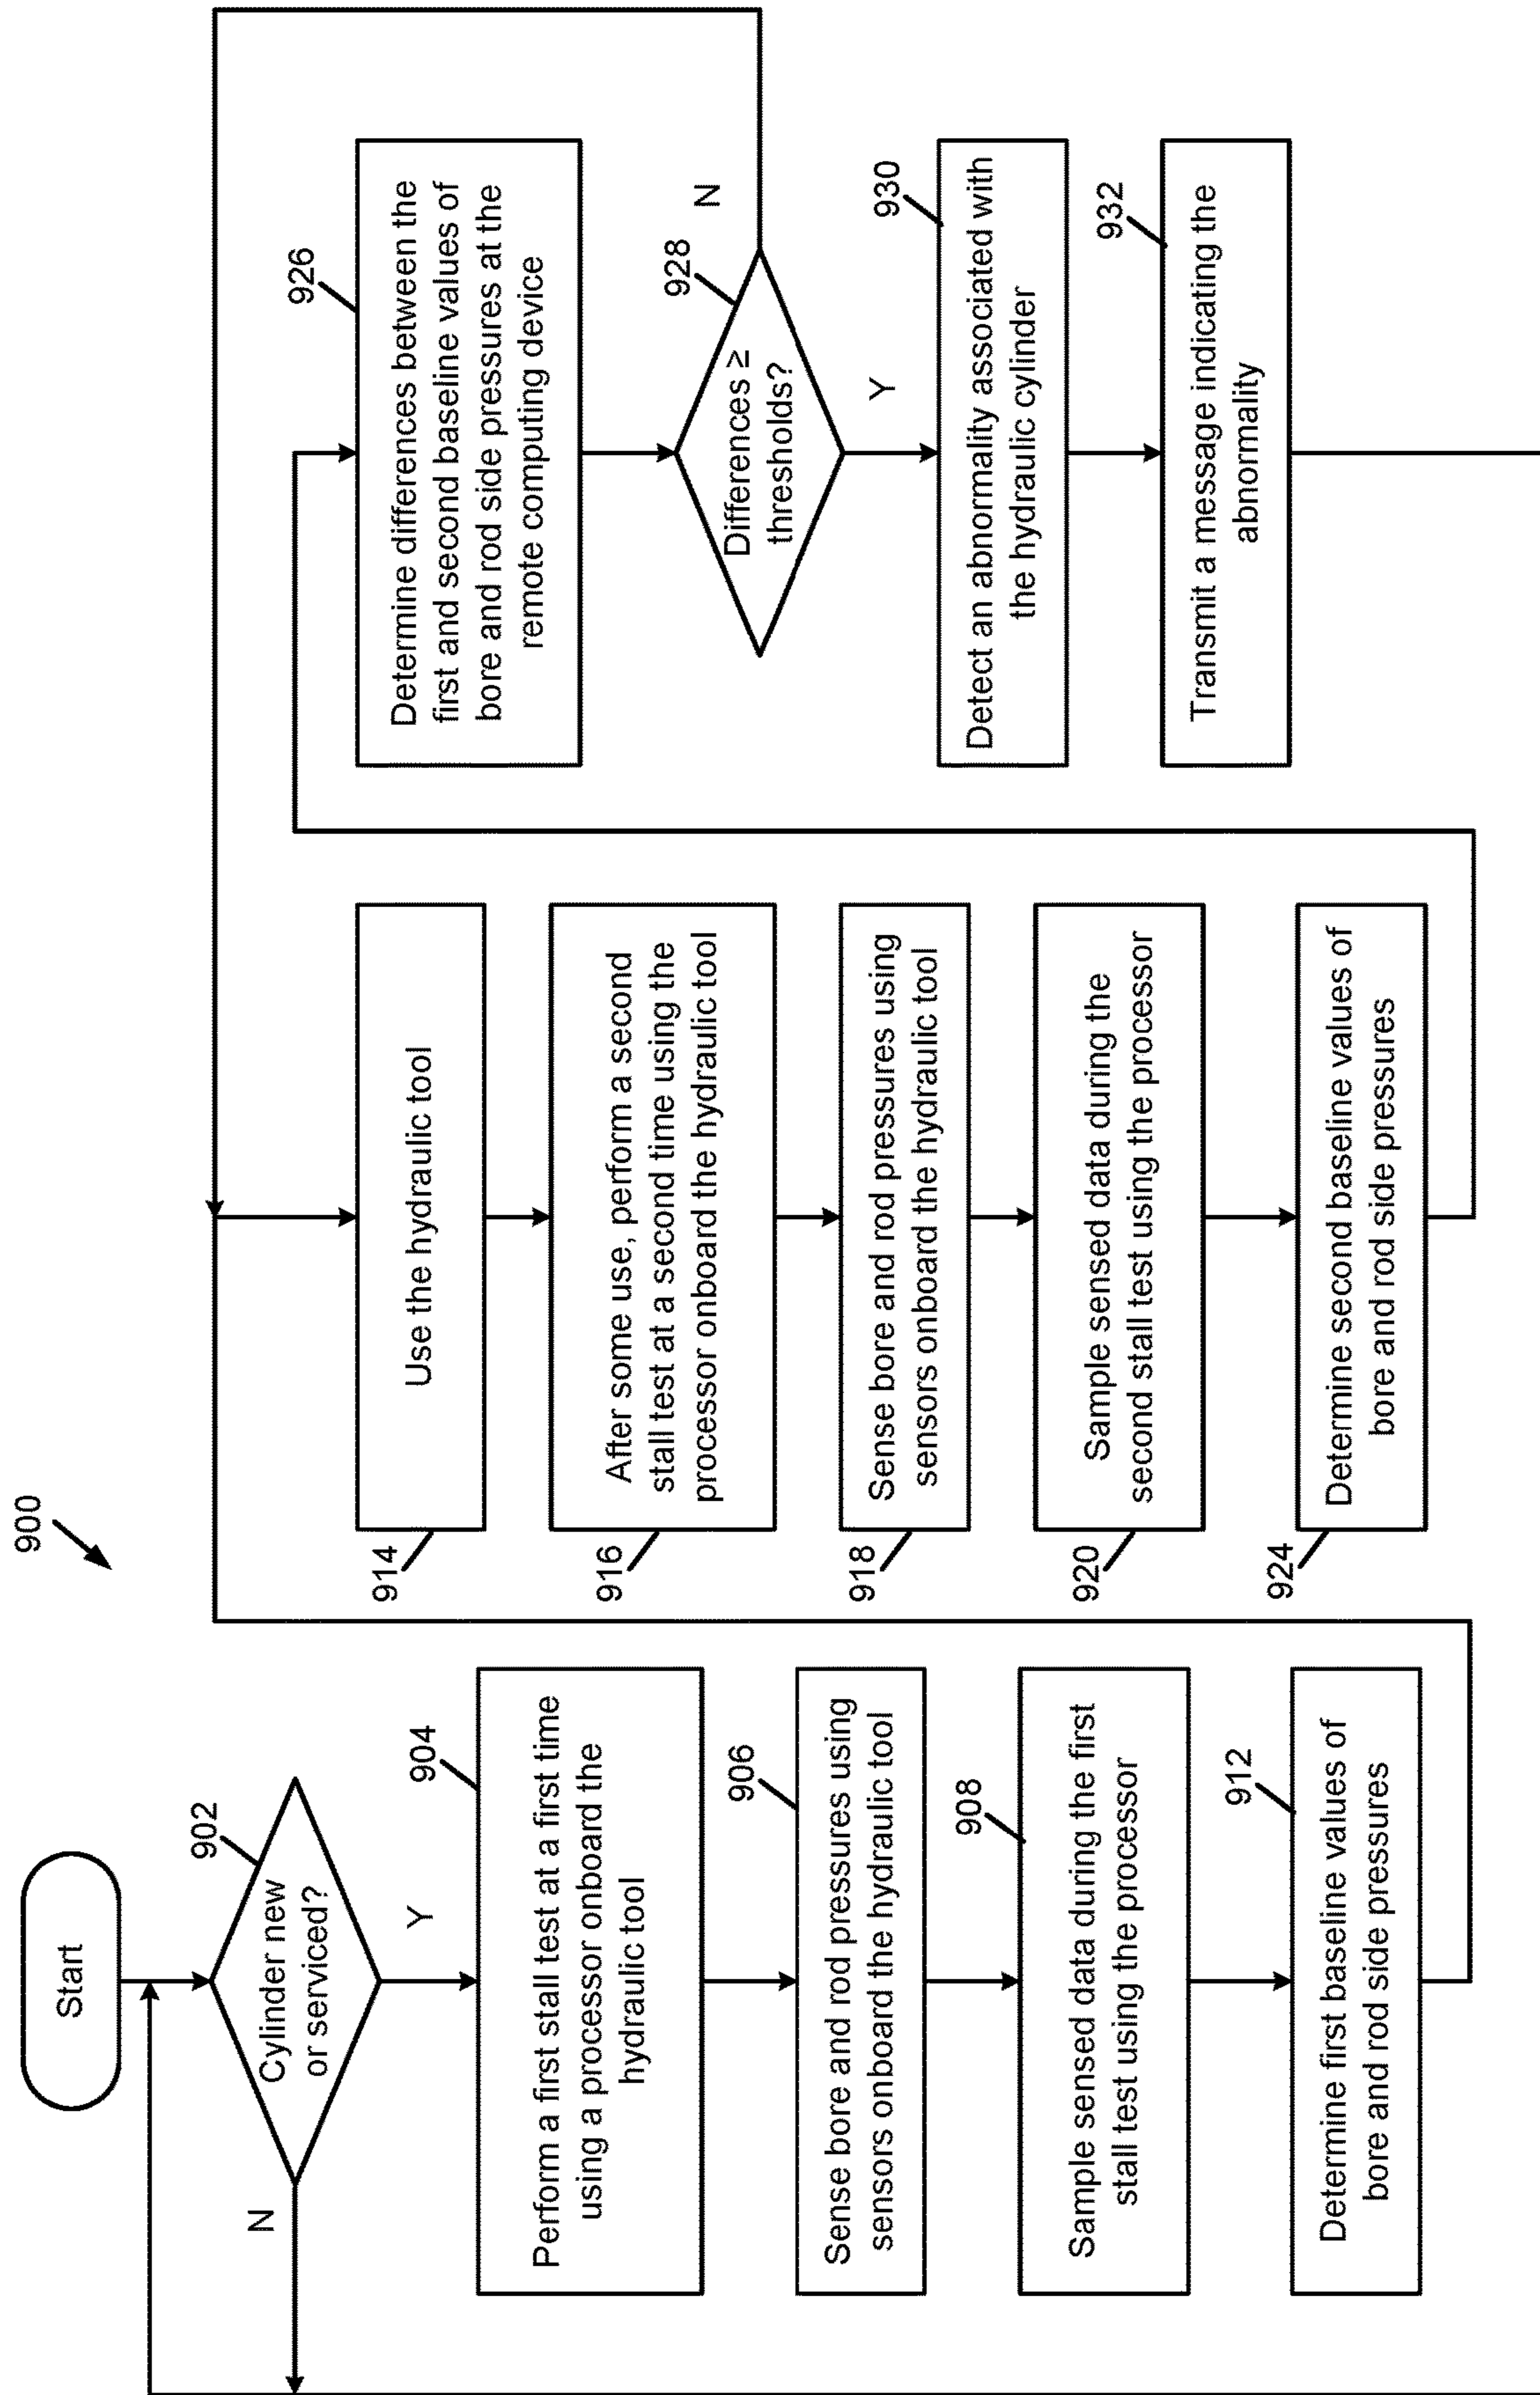 900
Start
902
Cylinder new
or serviced?
N
Y
904
Perform a first stall test at a first time
using a processor onboard the
hydraulic tool
906
Sense bore and rod pressures using
sensors onboard the hydraulic tool
908
Sample sensed data during the first
stall test using the processor
912
Determine first baseline values of
bore and rod side pressures
914
Use the hydraulic tool
916
After some use, perform a second
stall test at a second time using the
processor onboard the hydraulic tool
918
Sense bore and rod pressures using
sensors onboard the hydraulic tool
920
Sample sensed data during the
second stall test using the processor
924
Determine second baseline values of
bore and rod side pressures
926
Determine differences between the
first and second baseline values of
bore and rod side pressures at the
remote computing device
928
Differences ≥
thresholds?
N
Y
930
Detect an abnormality associated with
the hydraulic cylinder
932
Transmit a message indicating the
abnormality